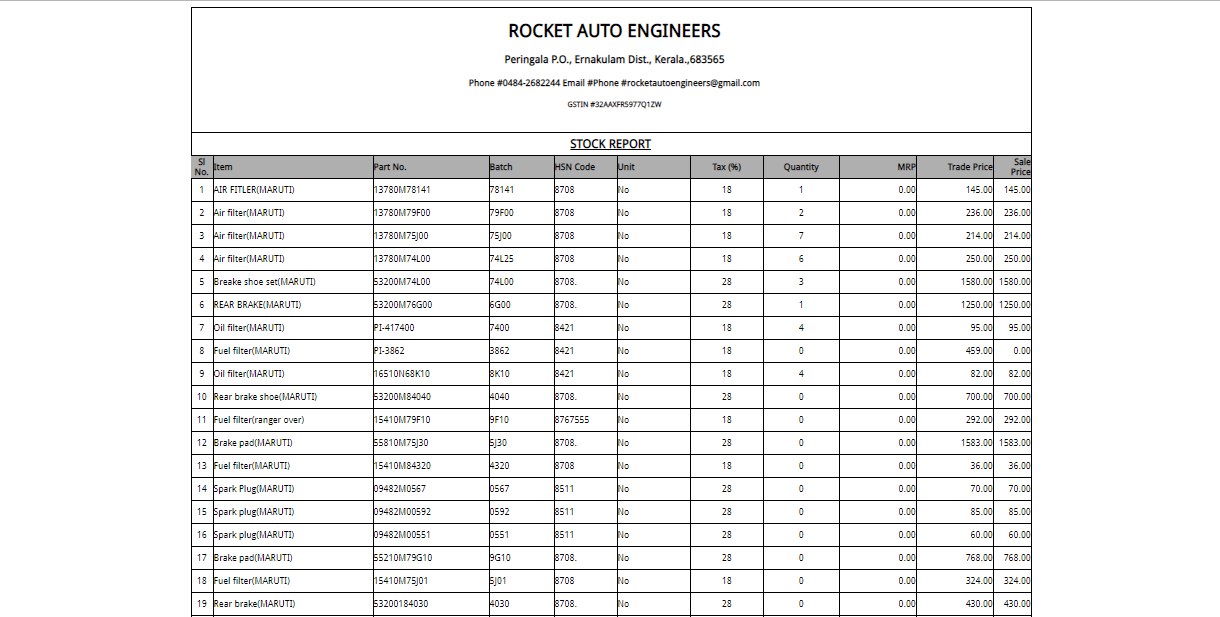 ROCKET AUTO ENGINEERS
Peringala P.O., Ernakulam Dist., Kerala.,683565
Phone #0484-2682244 Email #Phone #rocketautoengineers@gmail.com
GSTIN #32AAXFR5977Q1ZW
STOCK REPORT
Sl No. Item Part No. Batch HSN Code Unit Tax (%) Quantity MRP Trade Price Sale Price
1 AIR FITLER(MARUTI) 13780M78141 78141 8708 No 18 1 0.00 145.00 145.00
2 Air filter(MARUTI) 13780M79F00 79F00 8708 No 18 2 0.00 236.00 236.00
3 Air filter(MARUTI) 13780M75J00 75J00 8708 No 18 7 0.00 214.00 214.00
4 Air filter(MARUTI) 13780M74L00 74L25 8708 No 18 6 0.00 250.00 250.00
5 Breake shoe set(MARUTI) 53200M74L00 74L00 8708. No 28 3 0.00 1580.00 1580.00
6 REAR BRAKE(MARUTI) 53200M76G00 6G00 8708. No 28 1 0.00 1250.00 1250.00
7 Oil filter(MARUTI) PI-417400 7400 8421 No 18 4 0.00 95.00 95.00
8 Fuel filter(MARUTI) PI-3862 3862 8421 No 18 0 0.00 459.00 0.00
9 Oil filter(MARUTI) 16510N68K10 8K10 8421 No 18 4 0.00 82.00 82.00
10 Rear brake shoe(MARUTI) 53200M84040 4040 8708. No 28 0 0.00 700.00 700.00
11 Fuel filter(ranger over) 15410M79F10 9F10 8767555 No 18 0 0.00 292.00 292.00
12 Brake pad(MARUTI) 55810M75J30 5J30 8708. No 28 0 0.00 1583.00 1583.00
13 Fuel filter(MARUTI) 15410M84320 4320 8708 No 18 0 0.00 36.00 36.00
14 Spark Plug(MARUTI) 09482M0567 0567 8511 No 28 0 0.00 70.00 70.00
15 Spark plug(MARUTI) 09482M00592 0592 8511 No 28 0 0.00 85.00 85.00
16 Spark plug(MARUTI) 09482M00551 0551 8511 No 28 0 0.00 60.00 60.00
17 Brake pad(MARUTI) 55210M79G10 9G10 8708. No 28 0 0.00 768.00 768.00
18 Fuel filter(MARUTI) 15410M75J01 5J01 8708 No 18 0 0.00 324.00 324.00
19 Rear brake(MARUTI) 53200184030 4030 8708. No 28 0 0.00 430.00 430.00